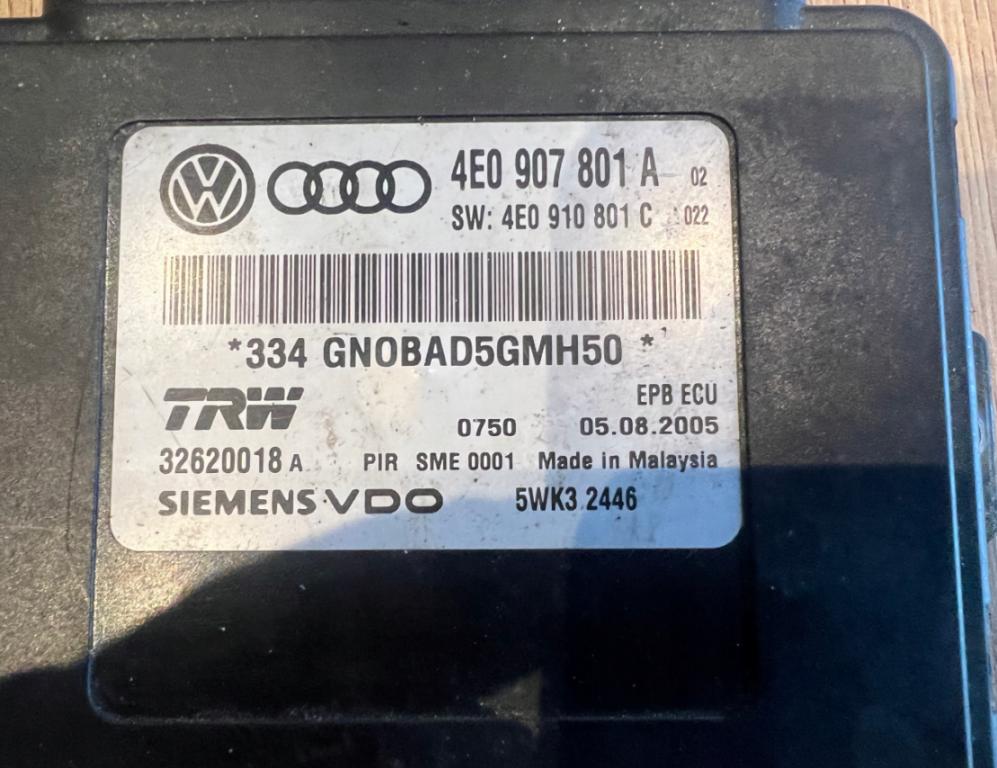 4E0 907 801 A 02
SW: 4E0 910 801 C 022
*334 GNOBAD5GMH50 *
TRW EPB ECU
0750 05.08.2005
32620018 A PIR SME 0001 Made in Malaysia
SIEMENS VDO 5WK3 2446